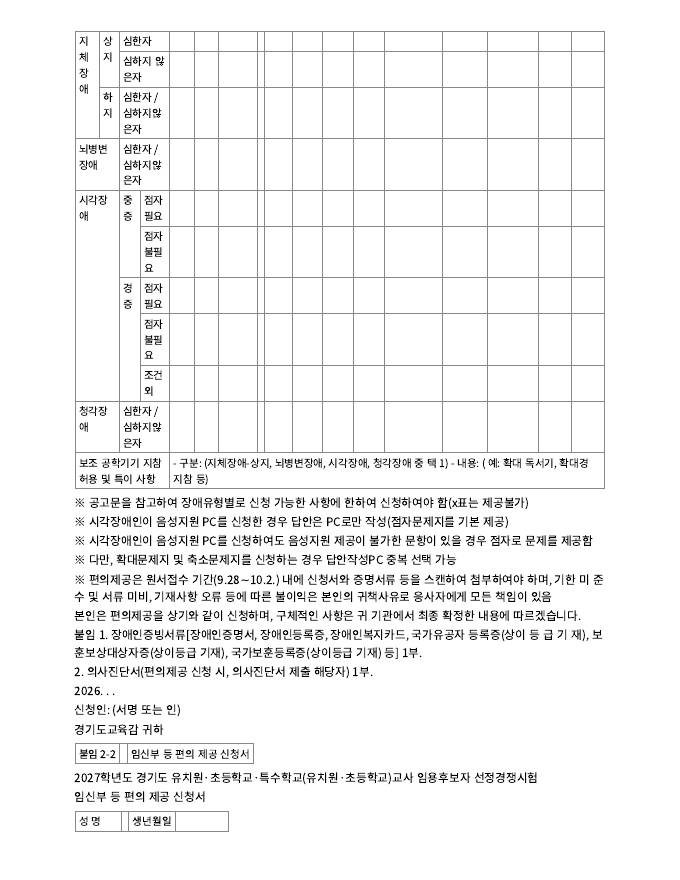 지체장애 상지 심한자
심하지 않은자
하지 심한자 / 심하지않은자
뇌병변장애 심한자 / 심하지않은자
시각장애 중증 점자필요
점자불필요
경증 점자필요
점자불필요
조건외
청각장애 심한자 / 심하지않은자
보조 공학기기 지참 - 구분: (지체장애-상지, 뇌병변장애, 시각장애, 청각장애 중 택 1) - 내용: ( 예: 확대 독서기, 확대경
허용 및 특이 사항 지참 등)
※ 공고문을 참고하여 장애유형별로 신청 가능한 사항에 한하여 신청하여야 함(x표는 제공불가)
※ 시각장애인이 음성지원 PC를 신청한 경우 답안은 PC로만 작성(점자문제지를 기본 제공)
※ 시각장애인이 음성지원 PC를 신청하여도 음성지원 제공이 불가한 문항이 있을 경우 점자로 문제를 제공함
※ 다만, 확대문제지 및 축소문제지를 신청하는 경우 답안작성PC 중복 선택 가능
※ 편의제공은 원서접수 기간(9.28~10.2.) 내에 신청서와 증명서류 등을 스캔하여 첨부하여야 하며, 기한 미 준
수 및 서류 미비, 기재사항 오류 등에 따른 불이익은 본인의 귀책사유로 응시자에게 모든 책임이 있음
본인은 편의제공을 상기와 같이 신청하며, 구체적인 사항은 귀 기관에서 최종 확정한 내용에 따르겠습니다.
붙임 1. 장애인증빙서류[장애인증명서, 장애인등록증, 장애인복지카드, 국가유공자 등록증(상이 등 급 기 재), 보
훈보상대상자증(상이등급 기재), 국가보훈등록증(상이등급 기재) 등] 1부.
2. 의사진단서(편의제공 신청 시, 의사진단서 제출 해당자) 1부.
2026. . .
신청인: (서명 또는 인)
경기도교육감 귀하
붙임 2-2 임신부 등 편의 제공 신청서
2027학년도 경기도 유치원·초등학교·특수학교(유치원·초등학교)교사 임용후보자 선정경쟁시험
임신부 등 편의 제공 신청서
성 명 생년월일